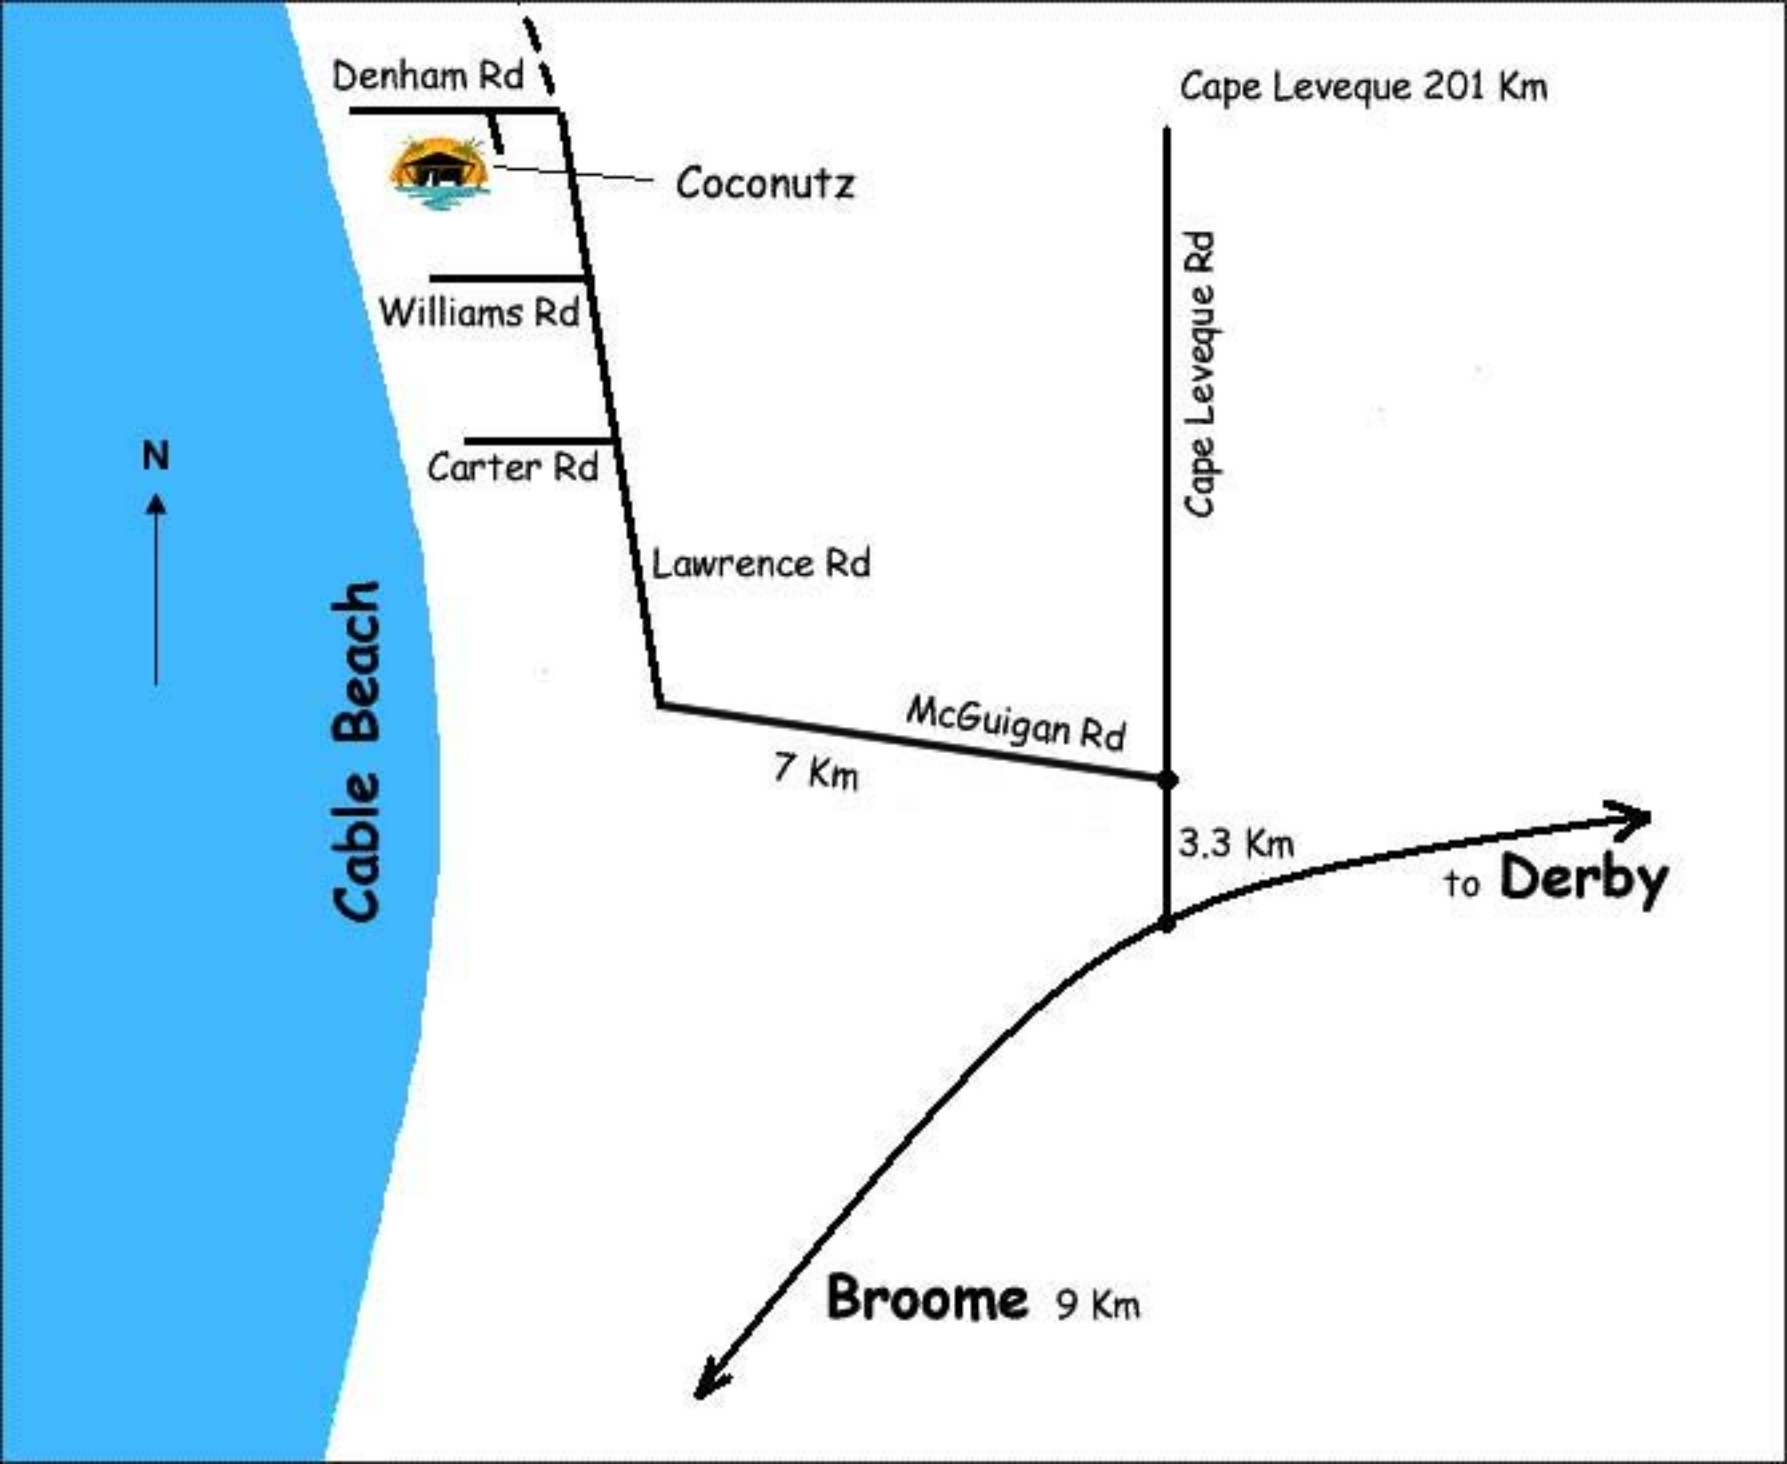 Denham Rd
Cape Leveque 201 Km
Coconutz
Williams Rd
Cape Leveque Rd
N
Carter Rd
Lawrence Rd
Cable Beach
McGuigan Rd
7 Km
3.3 Km
to Derby
Broome 9 Km